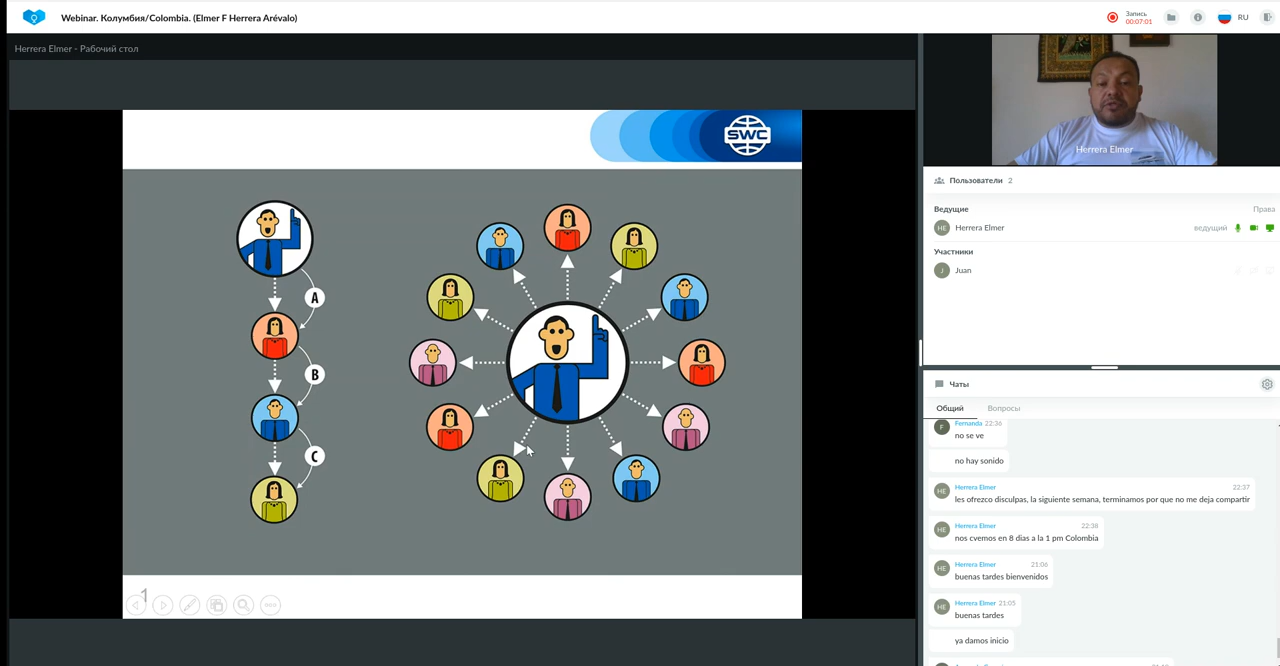 Webinar. Колумбия/Colombia. (Elmer F Herrera Arévalo)
Запись
00:07:01
RU
Herrera Elmer - Рабочий стол
SWC
A
B
C
1
Herrera Elmer
Пользователи 2
Ведущие
Права
HE
Herrera Elmer
ведущий
Участники
J
Juan
Чаты
Общий
Вопросы
F
Fernanda 22:36
no se ve
no hay sonido
HE
Herrera Elmer 22:37
les ofrezco disculpas, la siguiente semana, terminamos por que no me deja compartir
HE
Herrera Elmer 22:38
nos cvemos en 8 dias a la 1 pm Colombia
HE
Herrera Elmer 21:06
buenas tardes bienvenidos
HE
Herrera Elmer 21:05
buenas tardes
ya damos inicio